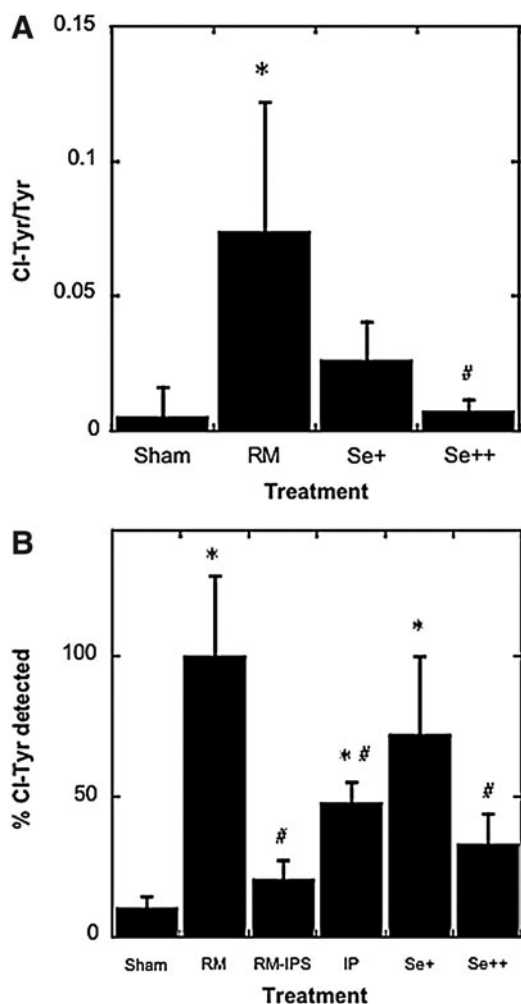 A
0.15
*
0.1
Cl-Tyr/Tyr
0.05
#
0
Sham RM Se+ Se++
Treatment
B
*
*
100
% Cl-Tyr detected
* #
50
#
#
0
Sham RM RM-IPS IP Se+ Se++
Treatment